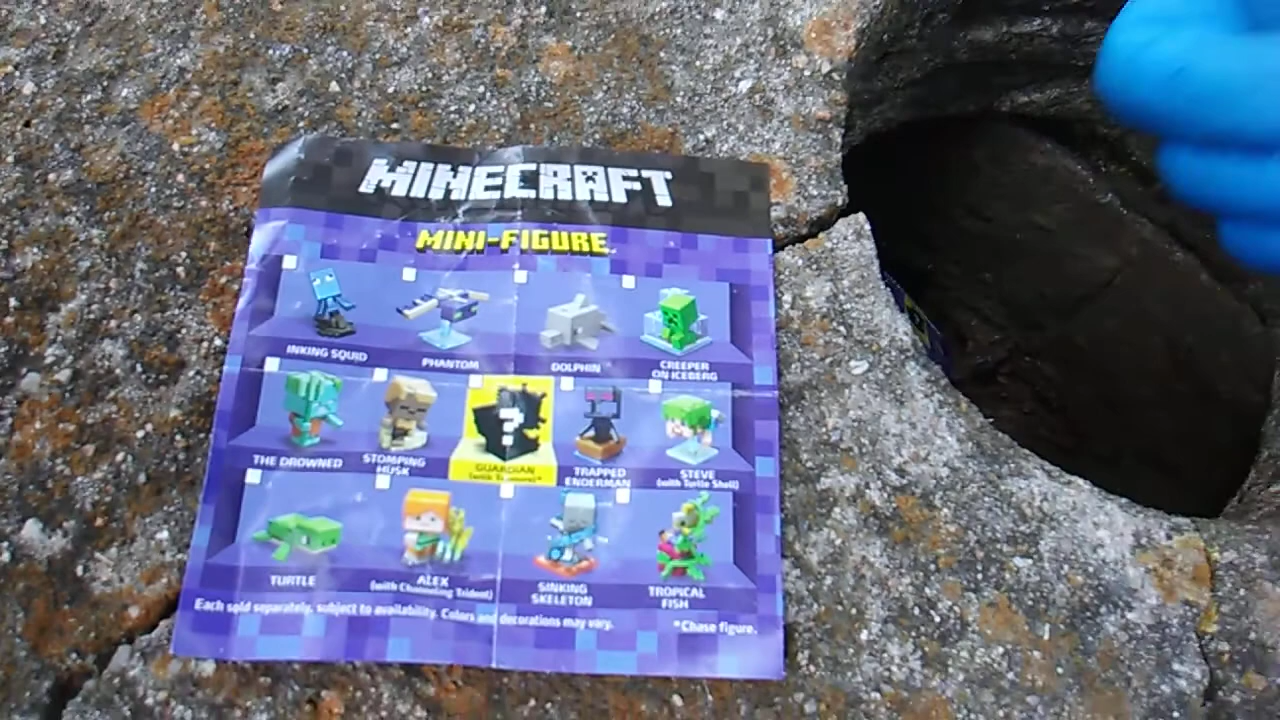 MINECRAFT
MINI-FIGURE
INKING SQUID
PHANTOM
DOLPHIN
CREEPER
ON ICEBERG
THE DROWNED
STOMPING
HUSK
?
GUARDIAN
(with Treasure)*
TRAPPED
ENDERMAN
STEVE
(with Turtle Shell)
TURTLE
ALEX
(with Channeling Trident)
SINKING
SKELETON
TROPICAL
FISH
Each sold separately, subject to availability. Colors and decorations may vary.
*Chase figure.